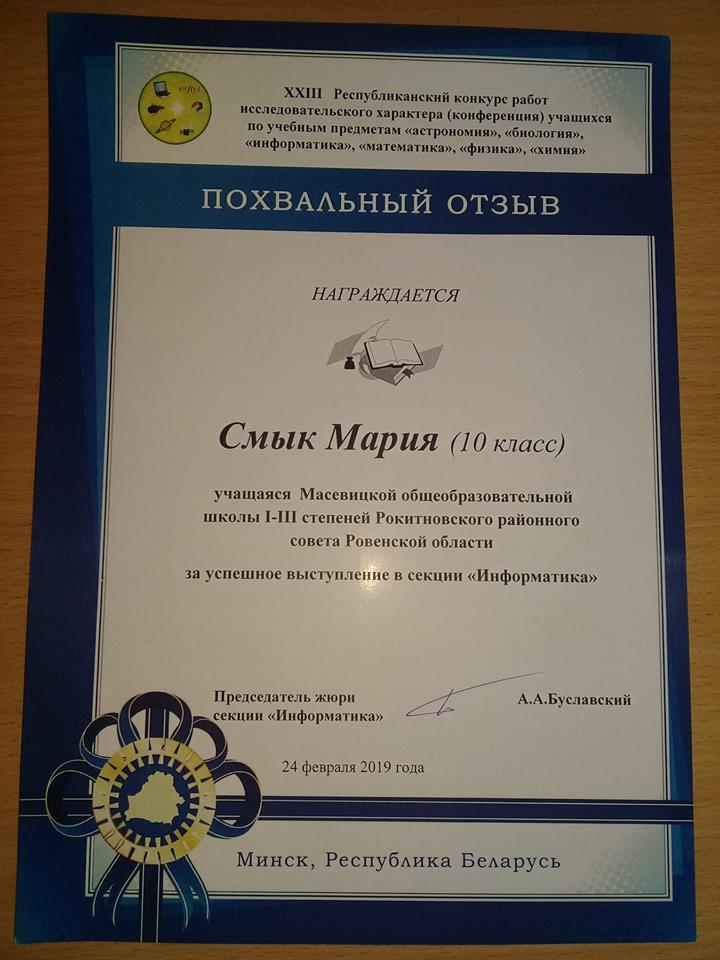 x=f(y)
XXIII Республиканский конкурс работ
исследовательского характера (конференция) учащихся
по учебным предметам «астрономия», «биология»,
«информатика», «математика», «физика», «химия»
ПОХВАЛЬНЫЙ ОТЗЫВ
НАГРАЖДАЕТСЯ
Смык Мария (10 класс)
учащаяся Масевицкой общеобразовательной
школы I-III степеней Рокитновского районного
совета Ровенской области
за успешное выступление в секции «Информатика»
Председатель жюри
секции «Информатика»
А.А.Буславский
24 февраля 2019 года
Минск, Республика Беларусь